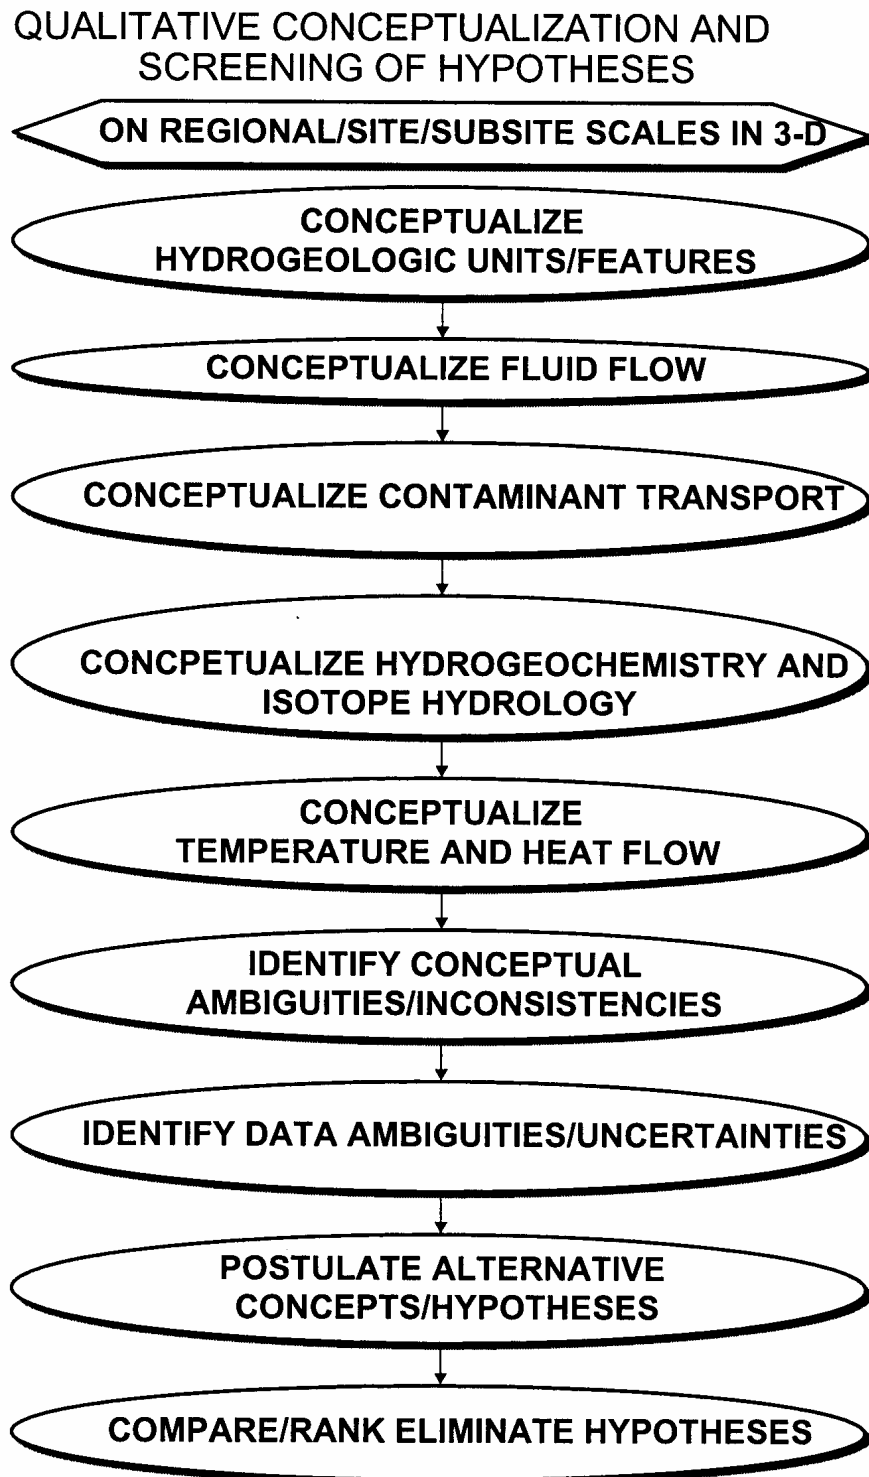 QUALITATIVE CONCEPTUALIZATION AND
SCREENING OF HYPOTHESES
ON REGIONAL/SITE/SUBSITE SCALES IN 3-D
CONCEPTUALIZE
HYDROGEOLOGIC UNITS/FEATURES
CONCEPTUALIZE FLUID FLOW
CONCEPTUALIZE CONTAMINANT TRANSPORT
CONCPETUALIZE HYDROGEOCHEMISTRY AND
ISOTOPE HYDROLOGY
CONCEPTUALIZE
TEMPERATURE AND HEAT FLOW
IDENTIFY CONCEPTUAL
AMBIGUITIES/INCONSISTENCIES
IDENTIFY DATA AMBIGUITIES/UNCERTAINTIES
POSTULATE ALTERNATIVE
CONCEPTS/HYPOTHESES
COMPARE/RANK ELIMINATE HYPOTHESES